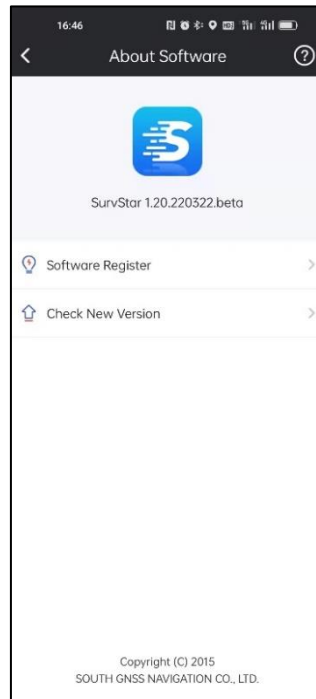 16:46
About Software
SurvStar 1.20.220322.beta
Software Register
Check New Version
Copyright (C) 2015
SOUTH GNSS NAVIGATION CO., LTD.